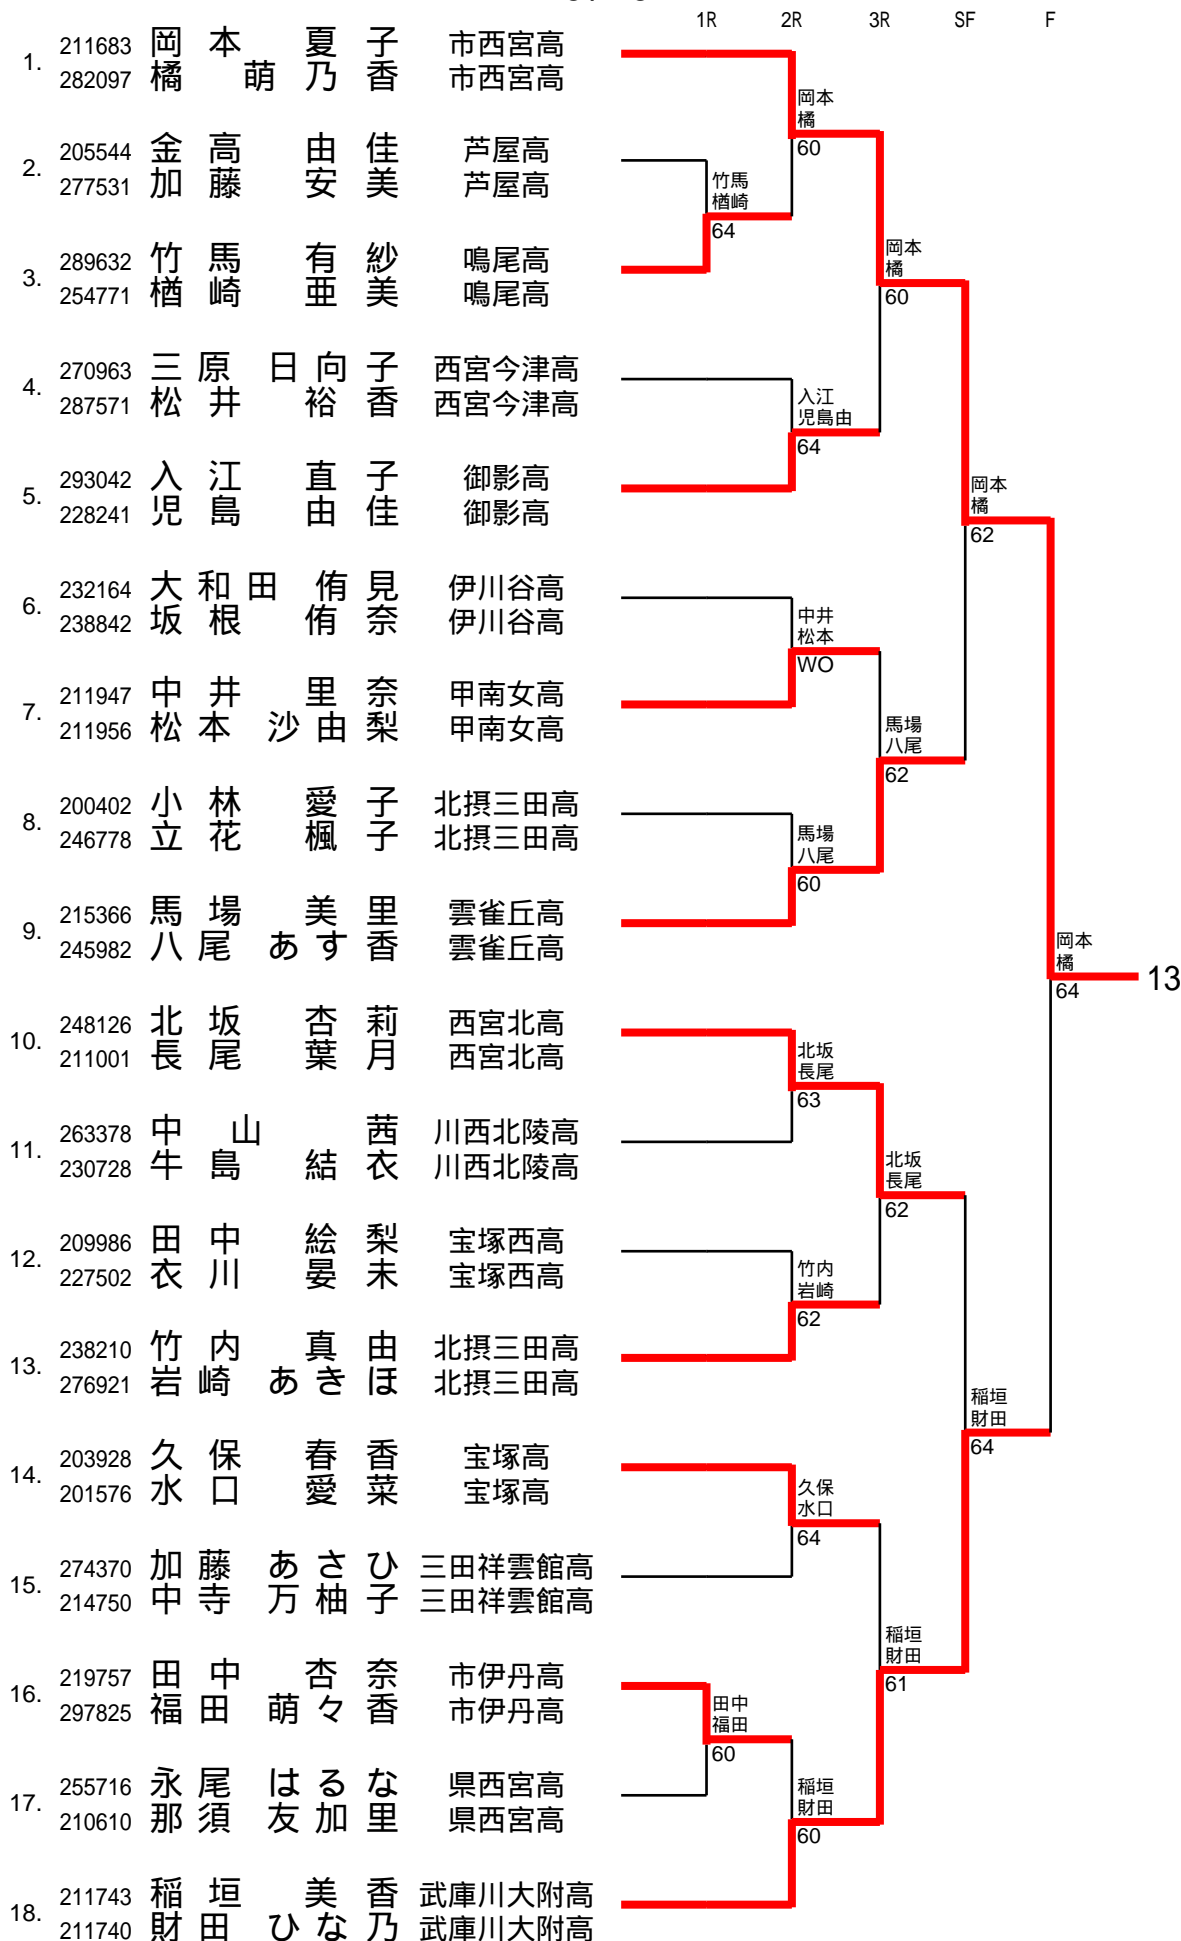 1R 2R 3R SF F
1. 211683 岡本 夏子 市西宮高
282097 橘 萌乃香 市西宮高
岡本
橘
60
2. 205544 金高 由佳 芦屋高
277531 加藤 安美 芦屋高
竹馬
楢崎
64
3. 289632 竹馬 有紗 鳴尾高
254771 楢崎 亜美 鳴尾高
岡本
橘
60
4. 270963 三原 日向子 西宮今津高
287571 松井 裕香 西宮今津高
入江
児島由
64
5. 293042 入江 直子 御影高
228241 児島 由佳 御影高
岡本
橘
62
6. 232164 大和田 侑見 伊川谷高
238842 坂根 侑奈 伊川谷高
中井
松本
WO
7. 211947 中井 里奈 甲南女高
211956 松本 沙由梨 甲南女高
馬場
八尾
62
8. 200402 小林 愛子 北摂三田高
246778 立花 楓子 北摂三田高
馬場
八尾
60
9. 215366 馬場 美里 雲雀丘高
245982 八尾 あす香 雲雀丘高
岡本
橘
64
13
10. 248126 北坂 杏莉 西宮北高
211001 長尾 葉月 西宮北高
北坂
長尾
63
11. 263378 中山 茜 川西北陵高
230728 牛島 結衣 川西北陵高
北坂
長尾
62
12. 209986 田中 絵梨 宝塚西高
227502 衣川 晏未 宝塚西高
竹内
岩崎
62
13. 238210 竹内 真由 北摂三田高
276921 岩崎 あきほ 北摂三田高
稲垣
財田
64
14. 203928 久保 春香 宝塚高
201576 水口 愛菜 宝塚高
久保
水口
64
15. 274370 加藤 あさひ 三田祥雲館高
214750 中寺 万柚子 三田祥雲館高
稲垣
財田
61
16. 219757 田中 杏奈 市伊丹高
297825 福田 萌々香 市伊丹高
田中
福田
60
17. 255716 永尾 はるな 県西宮高
210610 那須 友加里 県西宮高
稲垣
財田
60
18. 211743 稲垣 美香 武庫川大附高
211740 財田 ひな乃 武庫川大附高